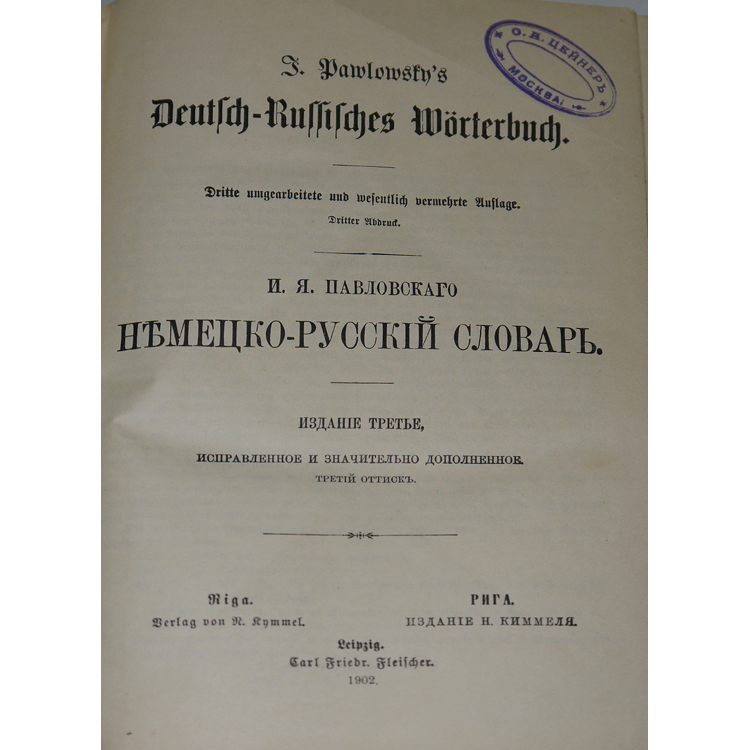 О. А. ЦЕЙНЕРЪ
МОСКВА
J. Pawlowsky's
Deutsch-Russisches Wörterbuch.
Dritte umgearbeitete und wesentlich vermehrte Auflage.
Dritter Abdruck.
И. Я. ПАВЛОВСКАГО
НѢМЕЦКО-РУССКІЙ СЛОВАРЬ.
ИЗДАНІЕ ТРЕТЬЕ,
ИСПРАВЛЕННОЕ И ЗНАЧИТЕЛЬНО ДОПОЛНЕННОЕ.
ТРЕТІЙ ОТТИСКЪ.
Riga.
Verlag von N. Kymmel.
РИГА.
ИЗДАНІЕ Н. КИММЕЛЯ.
Leipzig.
Carl Friedr. Fleischer.
1902.